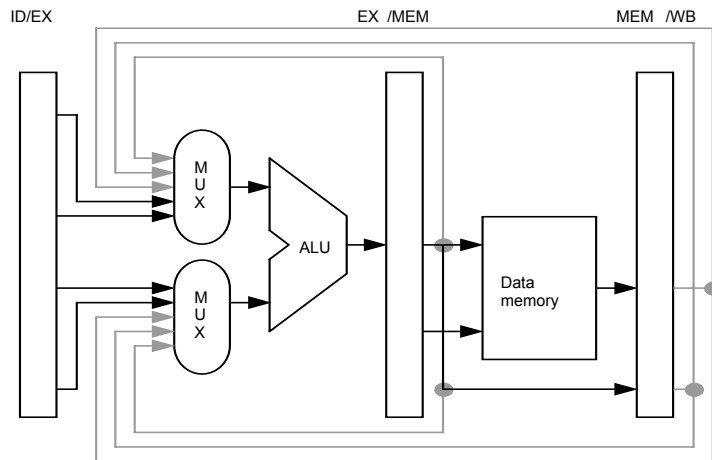 ID/EX
EX /MEM
MEM /WB
M
U
X
ALU
M
U
X
Data
memory